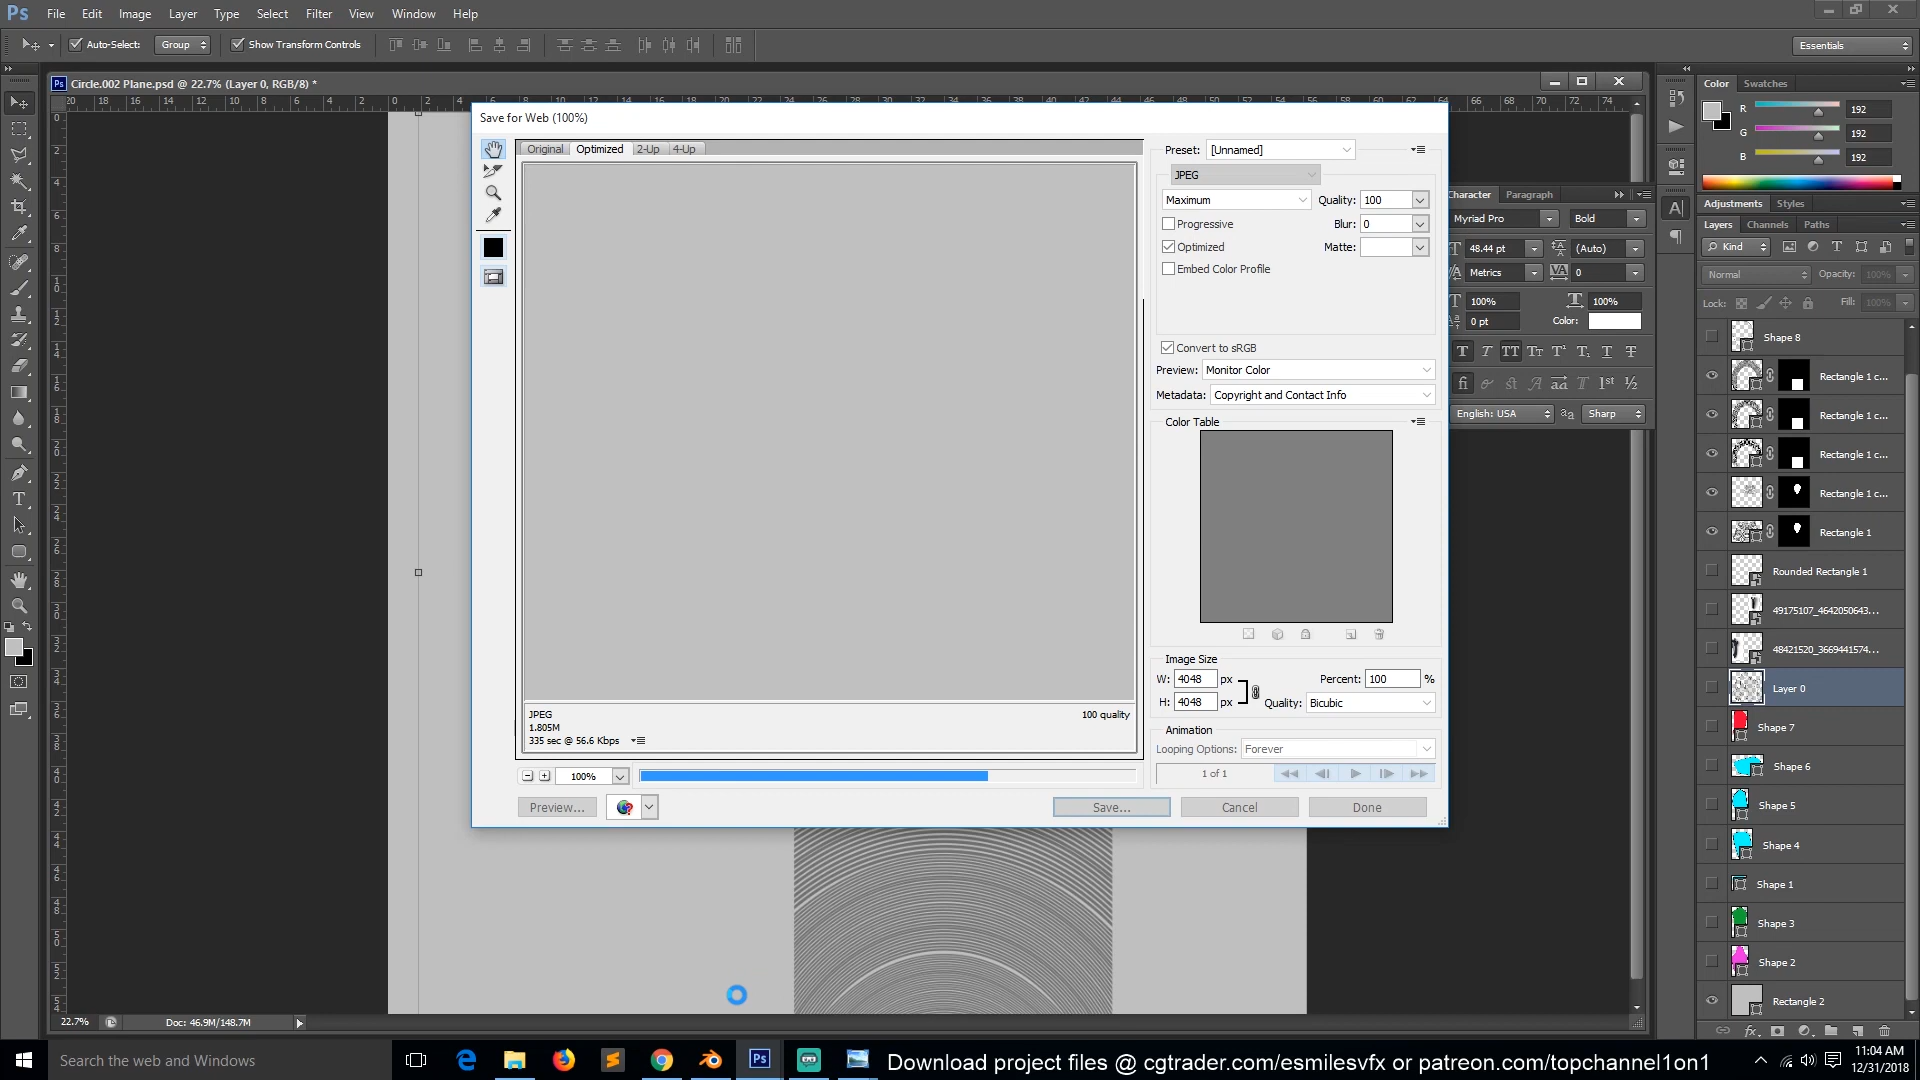 Ps File Edit Image Layer Type Select Filter View Window Help
Auto-Select: Group Show Transform Controls Essentials
Ps Circle.002 Plane.psd @ 22.7% (Layer 0, RGB/8) *
Save for Web (100%)
Original Optimized 2-Up 4-Up
Preset: [Unnamed]
JPEG
Maximum Quality: 100
Progressive Blur: 0
Optimized Matte:
Embed Color Profile
Convert to sRGB
Preview: Monitor Color
Metadata: Copyright and Contact Info
Color Table
Image Size
W: 4048 px Percent: 100 %
H: 4048 px Quality: Bicubic
Animation
Looping Options: Forever
1 of 1
JPEG 100 quality
1.805M
335 sec @ 56.6 Kbps
100%
Preview... Save... Cancel Done
Color Swatches
R 192
G 192
B 192
Character Paragraph
Myriad Pro Bold
48.44 pt (Auto)
Metrics 0
100% 100%
0 pt Color:
English: USA Sharp
Adjustments Styles
Layers Channels Paths
Kind
Normal Opacity: 100%
Lock: Fill: 100%
Shape 8
Rectangle 1 c...
Rectangle 1 c...
Rectangle 1 c...
Rectangle 1 c...
Rectangle 1
Rounded Rectangle 1
49175107_4642050643...
48421520_3669441574...
Layer 0
Shape 7
Shape 6
Shape 5
Shape 4
Shape 1
Shape 3
Shape 2
Rectangle 2
22.7% Doc: 46.9M/148.7M
Search the web and Windows
Download project files @ cgtrader.com/esmilesvfx or patreon.com/topchannel1on1
11:04 AM
12/31/2018